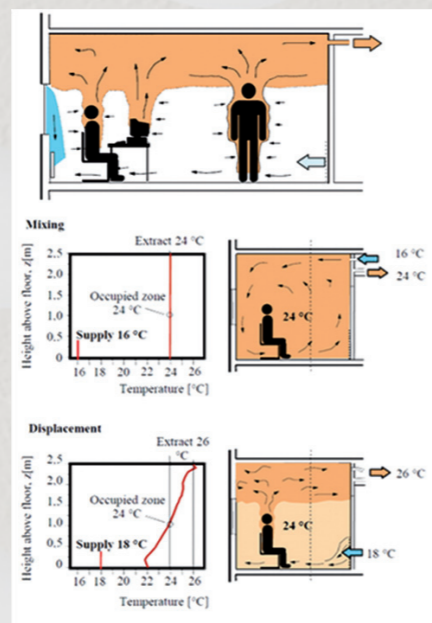 Mixing
Extract 24 °C
Height above floor, z[m]
2.5
2.0
1.5
1.0
0.5
0
Occupied zone
24 °C
Supply 16 °C
16 18 20 22 24 26
Temperature [°C]
16 °C
24 °C
24 °C
Displacement
Extract 26
°C
Height above floor, z[m]
2.5
2.0
1.5
1.0
0.5
0
Occupied zone
24 °C
Supply 18 °C
16 18 20 22 24 26
Temperature [°C]
26 °C
24 °C
18 °C